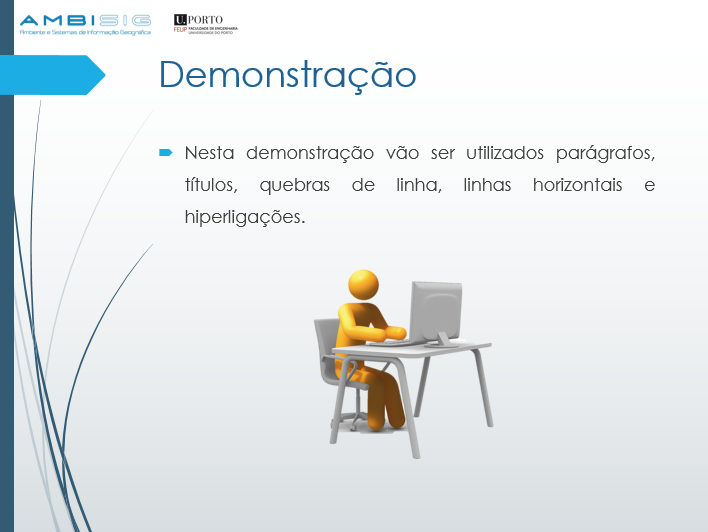 AMBISIG
Ambiente e Sistemas de Informação Geográfica
U. PORTO
FEUP FACULDADE DE ENGENHARIA
UNIVERSIDADE DO PORTO
Demonstração
Nesta demonstração vão ser utilizados parágrafos,
títulos, quebras de linha, linhas horizontais e
hiperligações.